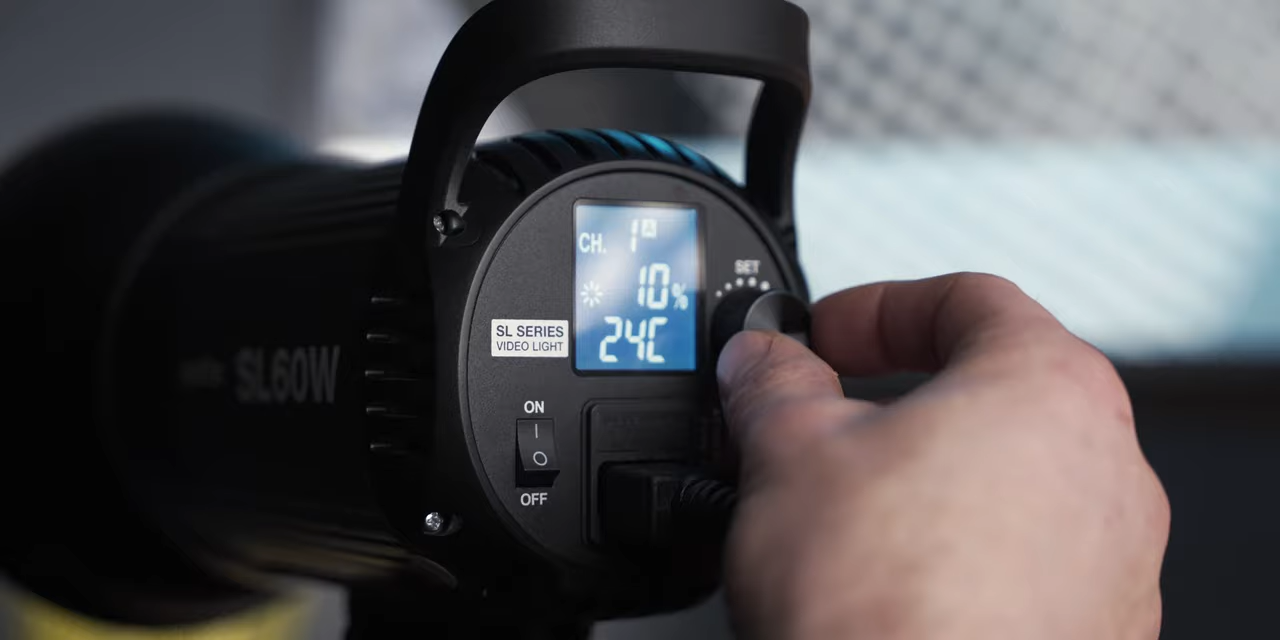 CH. 1 A
10%
24C
SET
SL SERIES
VIDEO LIGHT
SL60W
ON
OFF